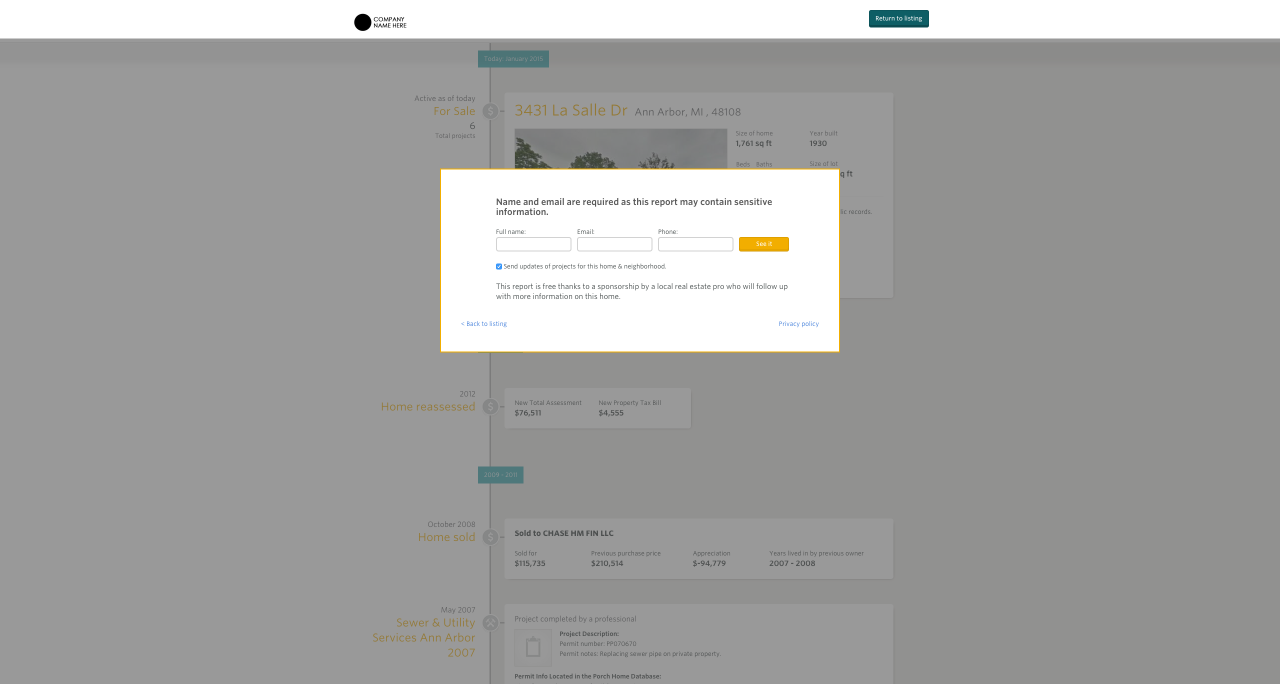 COMPANY
NAME HERE
Return to listing
Today, January 2015
Active as of today
For Sale
6
Total projects
3431 La Salle Dr Ann Arbor, MI , 48108
Size of home
Year built
1,761 sq ft
1930
Beds Baths
Size of lot
sq ft
lic records.
Name and email are required as this report may contain sensitive
information.
Full name:
Email:
Phone:
See it
Send updates of projects for this home & neighborhood.
This report is free thanks to a sponsorship by a local real estate pro who will follow up
with more information on this home.
< Back to listing
Privacy policy
2012
Home reassessed
New Total Assessment
New Property Tax Bill
$76,511
$4,555
2008 - 2011
October 2008
Home sold
Sold to CHASE HM FIN LLC
Sold for
Previous purchase price
Appreciation
Years lived in by previous owner
$115,735
$210,514
$-94,779
2007 - 2008
May 2007
Sewer & Utility
Services Ann Arbor
2007
Project completed by a professional
Project Description:
Permit number: PP070670
Permit notes: Replacing sewer pipe on private property.
Permit Info Located in the Porch Home Database: